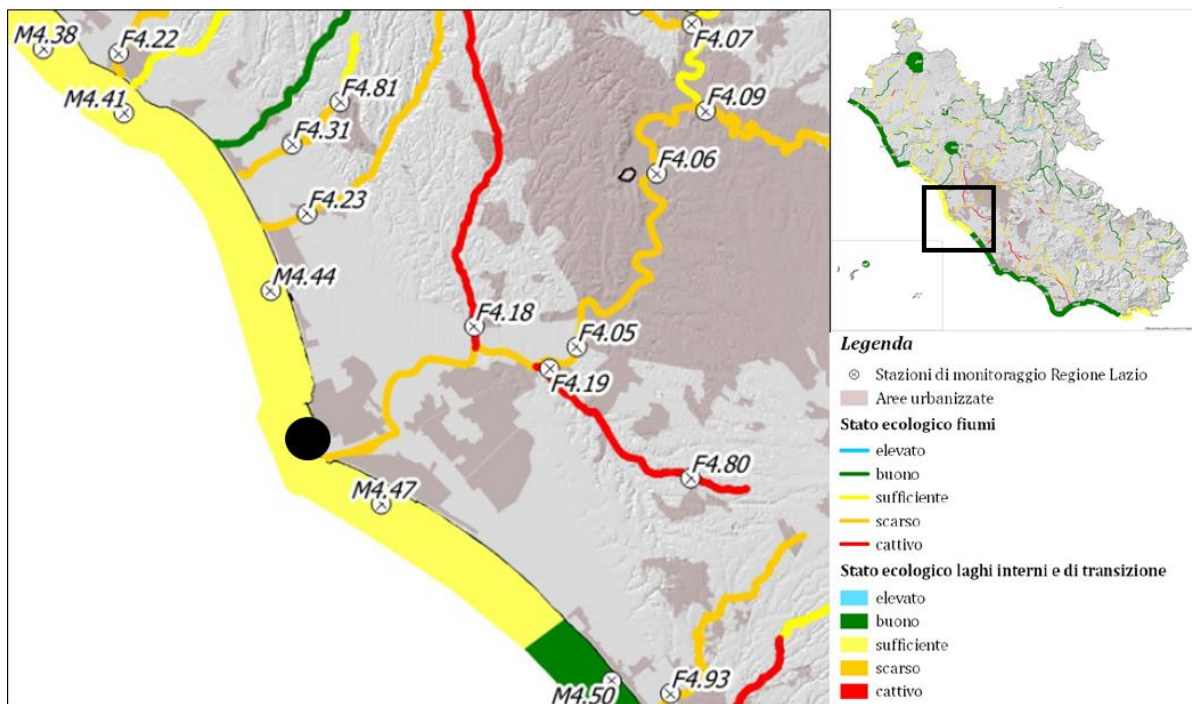 M4.38
F4.22
M4.41
F4.81
F4.31
F4.23
M4.44
F4.07
F4.09
F4.06
F4.18
F4.05
F4.19
F4.80
M4.47
M4.50
F4.93
Legenda
Stazioni di monitoraggio Regione Lazio
Aree urbanizzate
Stato ecologico fiumi
elevato
buono
sufficiente
scarso
cattivo
Stato ecologico laghi interni e di transizione
elevato
buono
sufficiente
scarso
cattivo